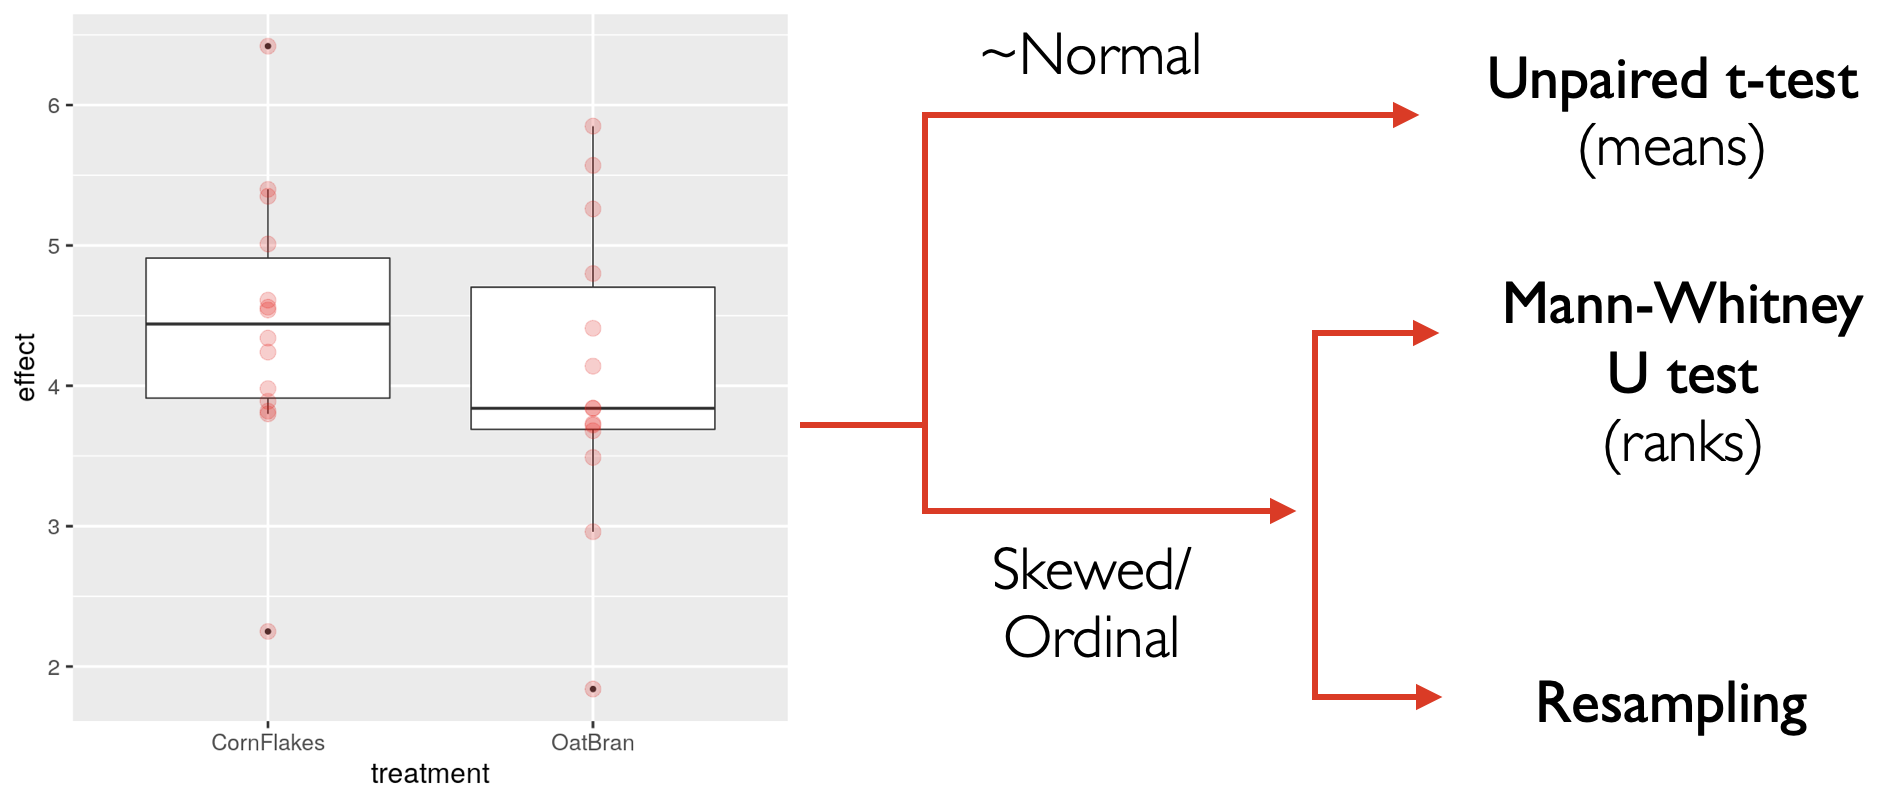 effect
6
5
4
3
2
CornFlakes
OatBran
treatment
~Normal
Skewed/
Ordinal
Unpaired t-test
(means)
Mann-Whitney
U test
(ranks)
Resampling